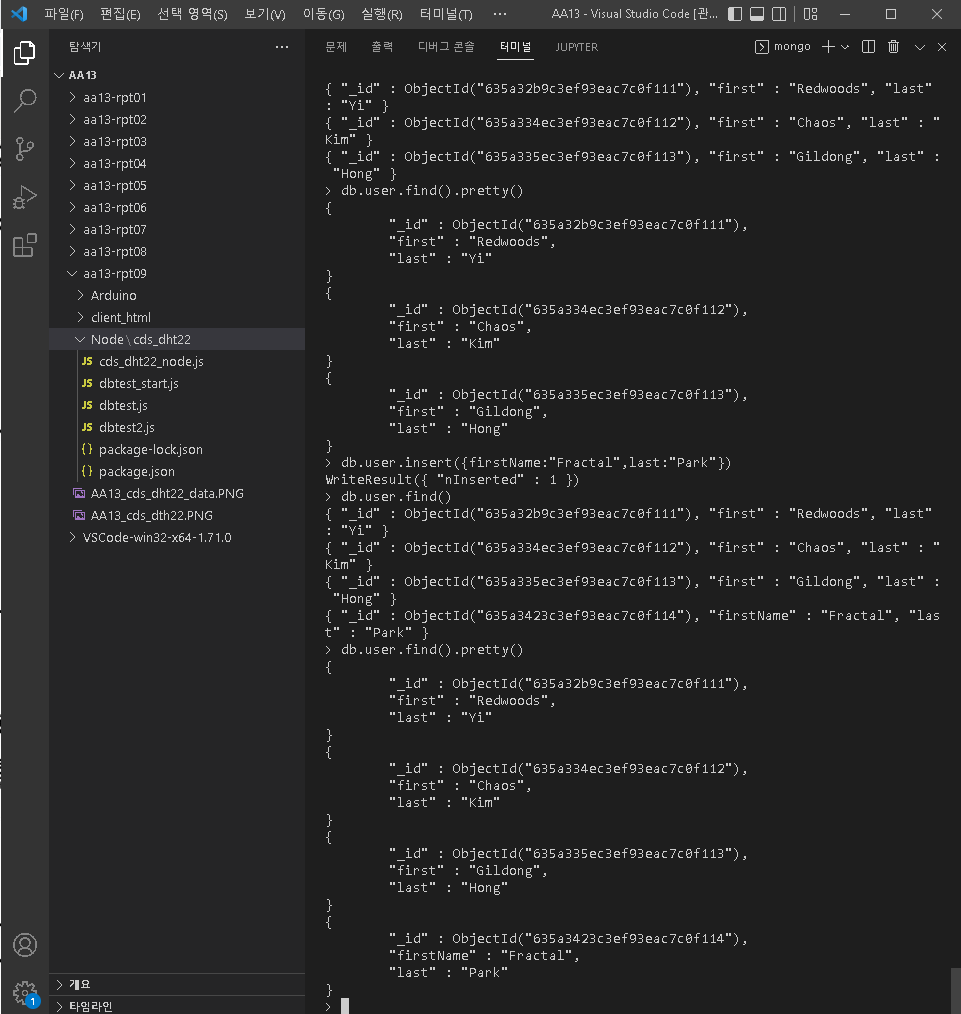 파일(F) 편집(E) 선택 영역(S) 보기(V) 이동(G) 실행(R) 터미널(T) ··· AA13 - Visual Studio Code [관...
탐색기 ···
AA13
aa13-rpt01
aa13-rpt02
aa13-rpt03
aa13-rpt04
aa13-rpt05
aa13-rpt06
aa13-rpt07
aa13-rpt08
aa13-rpt09
Arduino
client_html
Node\cds_dht22
JS cds_dht22_node.js
JS dbtest_start.js
JS dbtest.js
JS dbtest2.js
{} package-lock.json
{} package.json
AA13_cds_dht22_data.PNG
AA13_cds_dth22.PNG
VSCode-win32-x64-1.71.0
개요
타임라인
1
문제 출력 디버그 콘솔 터미널 JUPYTER mongo
{ "_id" : ObjectId("635a32b9c3ef93eac7c0f111"), "first" : "Redwoods", "last"
: "Yi" }
{ "_id" : ObjectId("635a334ec3ef93eac7c0f112"), "first" : "Chaos", "last" : "
Kim" }
{ "_id" : ObjectId("635a335ec3ef93eac7c0f113"), "first" : "Gildong", "last" :
"Hong" }
> db.user.find().pretty()
{
"_id" : ObjectId("635a32b9c3ef93eac7c0f111"),
"first" : "Redwoods",
"last" : "Yi"
}
{
"_id" : ObjectId("635a334ec3ef93eac7c0f112"),
"first" : "Chaos",
"last" : "Kim"
}
{
"_id" : ObjectId("635a335ec3ef93eac7c0f113"),
"first" : "Gildong",
"last" : "Hong"
}
> db.user.insert({firstName:"Fractal",last:"Park"})
WriteResult({ "nInserted" : 1 })
> db.user.find()
{ "_id" : ObjectId("635a32b9c3ef93eac7c0f111"), "first" : "Redwoods", "last"
: "Yi" }
{ "_id" : ObjectId("635a334ec3ef93eac7c0f112"), "first" : "Chaos", "last" : "
Kim" }
{ "_id" : ObjectId("635a335ec3ef93eac7c0f113"), "first" : "Gildong", "last" :
"Hong" }
{ "_id" : ObjectId("635a3423c3ef93eac7c0f114"), "firstName" : "Fractal", "las
t" : "Park" }
> db.user.find().pretty()
{
"_id" : ObjectId("635a32b9c3ef93eac7c0f111"),
"first" : "Redwoods",
"last" : "Yi"
}
{
"_id" : ObjectId("635a334ec3ef93eac7c0f112"),
"first" : "Chaos",
"last" : "Kim"
}
{
"_id" : ObjectId("635a335ec3ef93eac7c0f113"),
"first" : "Gildong",
"last" : "Hong"
}
{
"_id" : ObjectId("635a3423c3ef93eac7c0f114"),
"firstName" : "Fractal",
"last" : "Park"
}
>